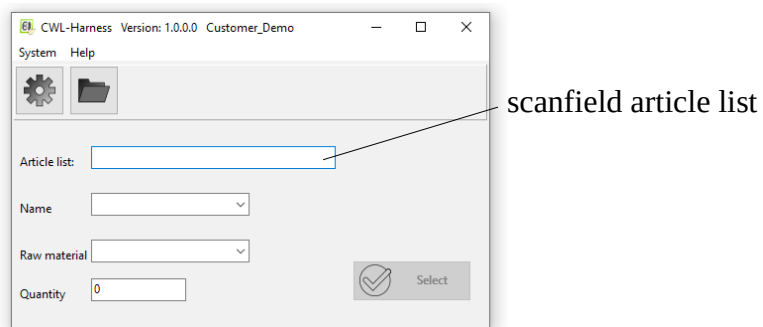 CWL-Harness Version: 1.0.0.0 Customer_Demo
System Help
scanfield article list
Article list:
Name
Raw material
Select
Quantity 0